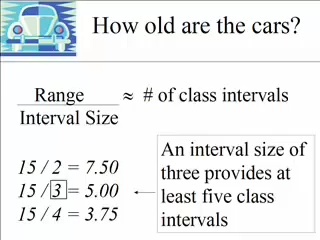 How old are the cars?
Range ≈ # of class intervals
Interval Size
15 / 2 = 7.50
15 / 3 = 5.00
15 / 4 = 3.75
An interval size of
three provides at
least five class
intervals